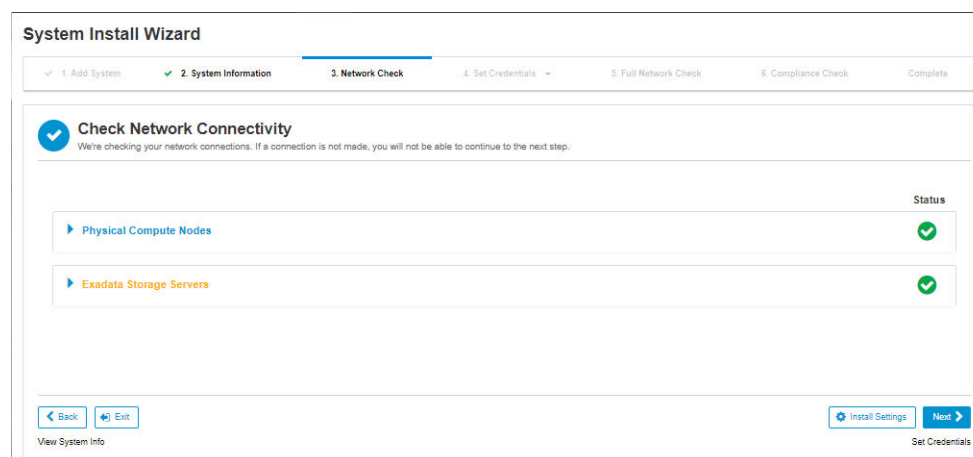 System Install Wizard
1. Add System 2. System Information 3. Network Check 4. Set Credentials 5. Full Network Check 6. Compliance Check Complete
Check Network Connectivity
We're checking your network connections. If a connection is not made, you will not be able to continue to the next step.
Status
Physical Compute Nodes
Exadata Storage Servers
Back Exit Install Settings Next
View System Info Set Credentials